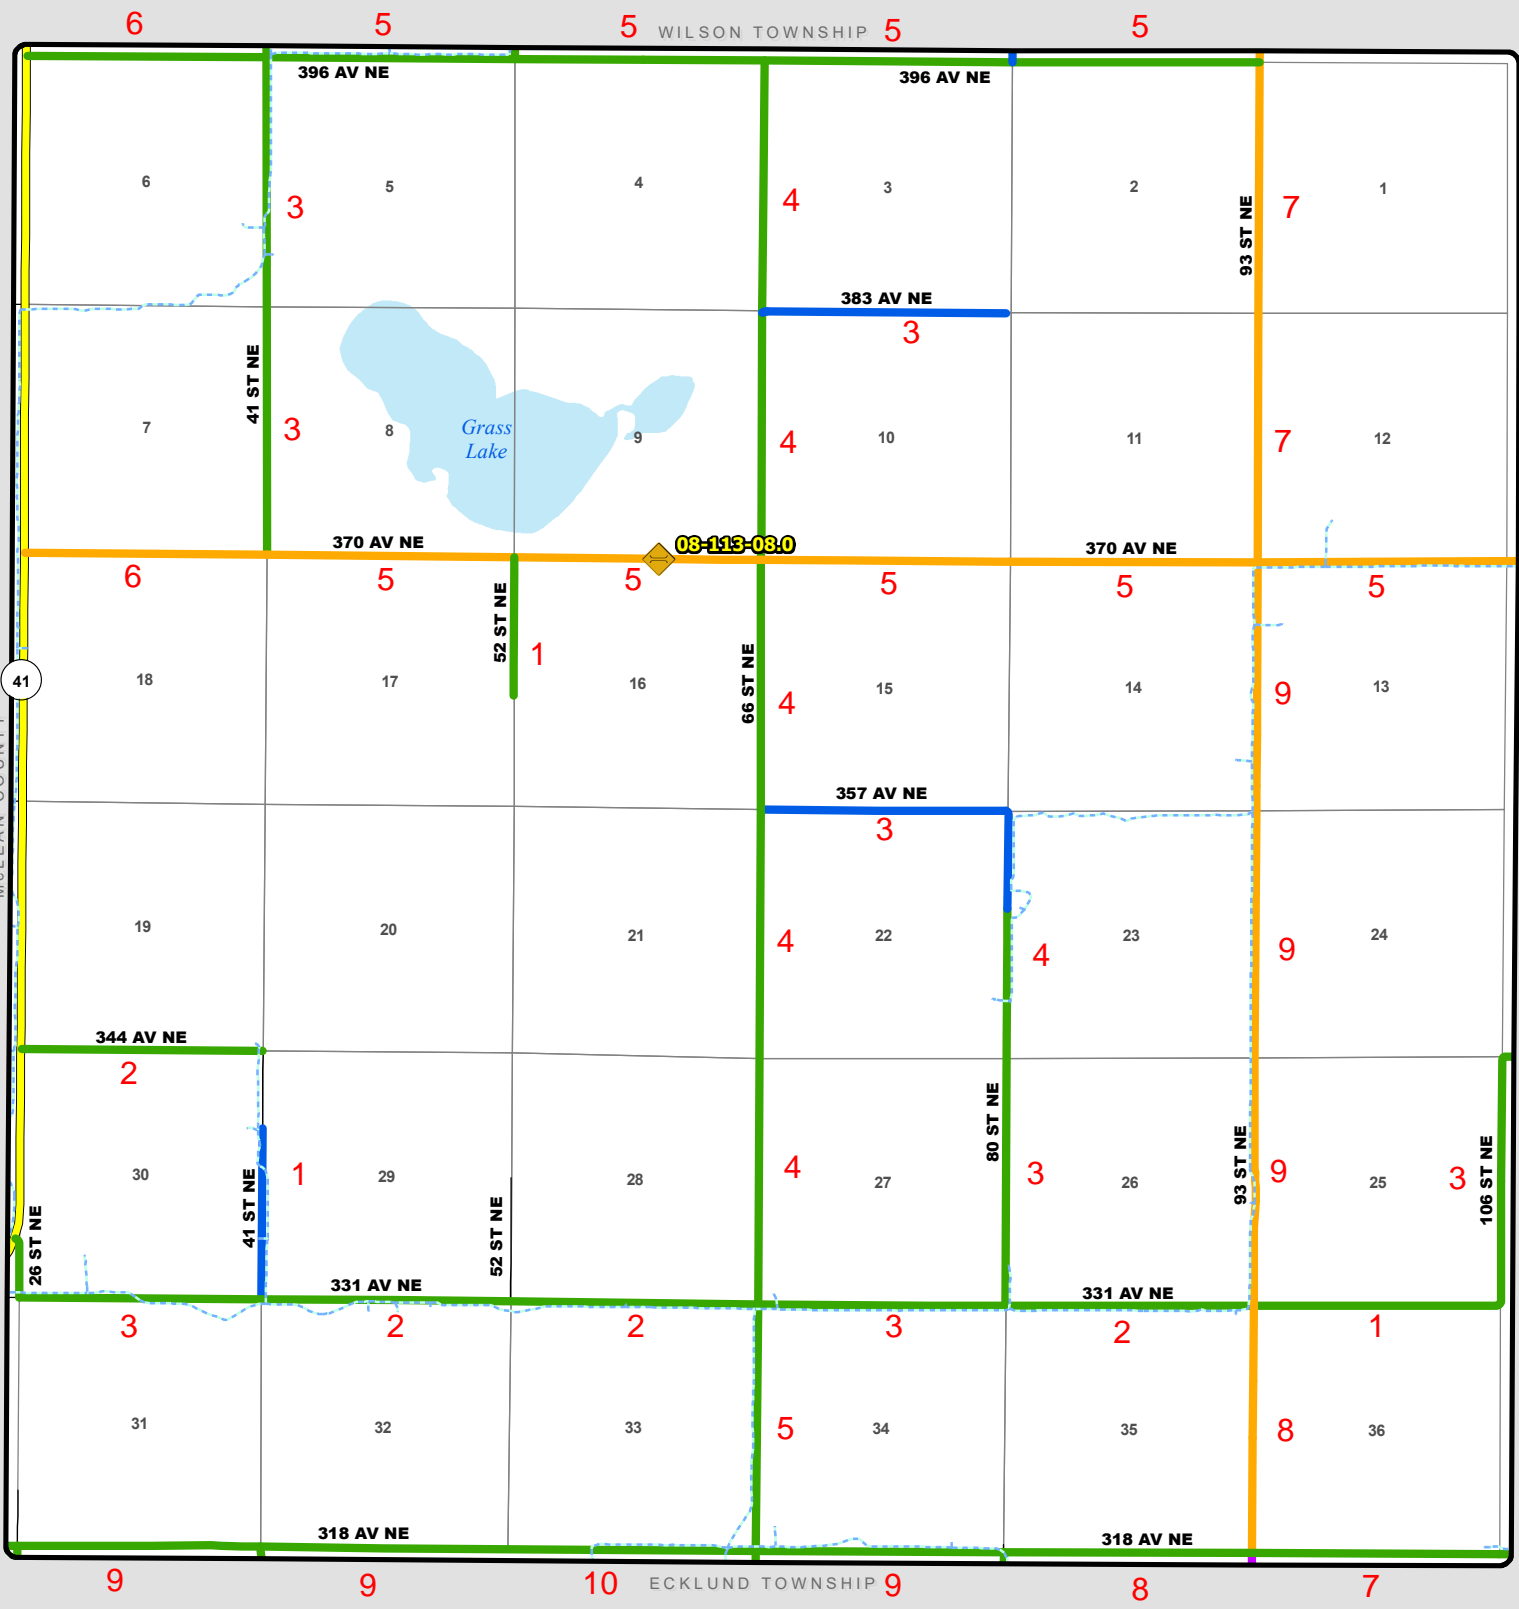 6 5 5 WILSON TOWNSHIP 5 5
396 AV NE 396 AV NE
6 5 4 3 2 1
3 4 93 ST NE 7
383 AV NE
3
41 ST NE
7 3 8 Grass 9 4 10 11 7 12
Lake
370 AV NE 08-113-08.0 370 AV NE
6 5 5 5 5 5
52 ST NE 1
41 18 17 16 66 ST NE 4 15 14 9 13
357 AV NE
3
19 20 21 4 22 4 23 9 24
344 AV NE
2
80 ST NE
30 41 ST NE 1 29 28 4 27 3 26 93 ST NE 9 25 3 106 ST NE
26 ST NE 52 ST NE
331 AV NE 331 AV NE
3 2 2 3 2 1
31 32 33 5 34 35 8 36
318 AV NE 318 AV NE
9 9 10 ECKLUND TOWNSHIP 9 8 7